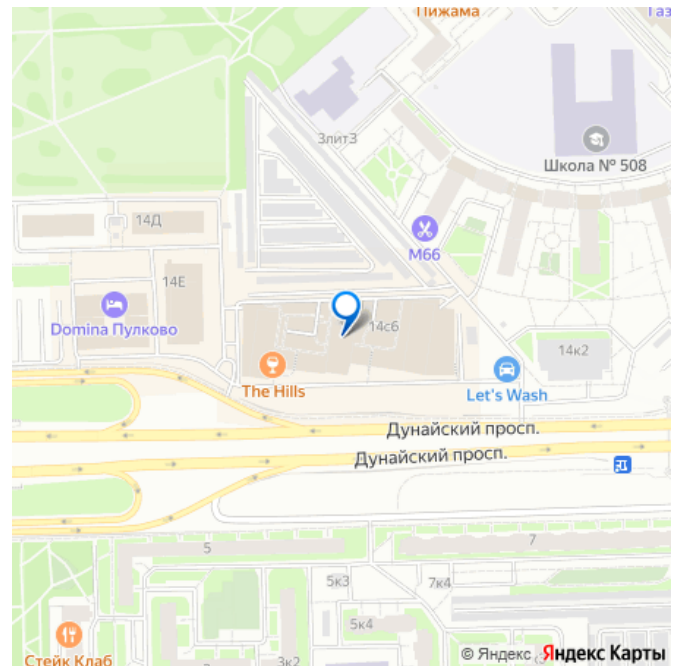 Пижама
Газ
3лит3
Школа № 508
14Д
М66
14Е
Domina Пулково
14с6
14к2
The Hills
Let's Wash
Дунайский просп.
Дунайский просп.
5
7
5к3
7к4
5к4
Стейк Клаб
3к2
© Яндекс Яндекс Карты